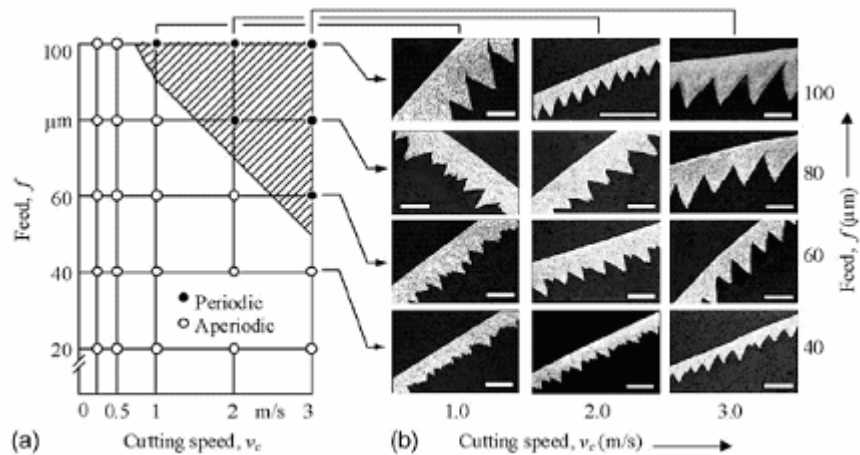 100
μm
80
60
40
20
Feed, f
Periodic
Aperiodic
0 0.5 1 2 m/s 3
(a) Cutting speed, vc
100
80
60
40
Feed, f (μm)
1.0 2.0 3.0
(b) Cutting speed, vc (m/s)